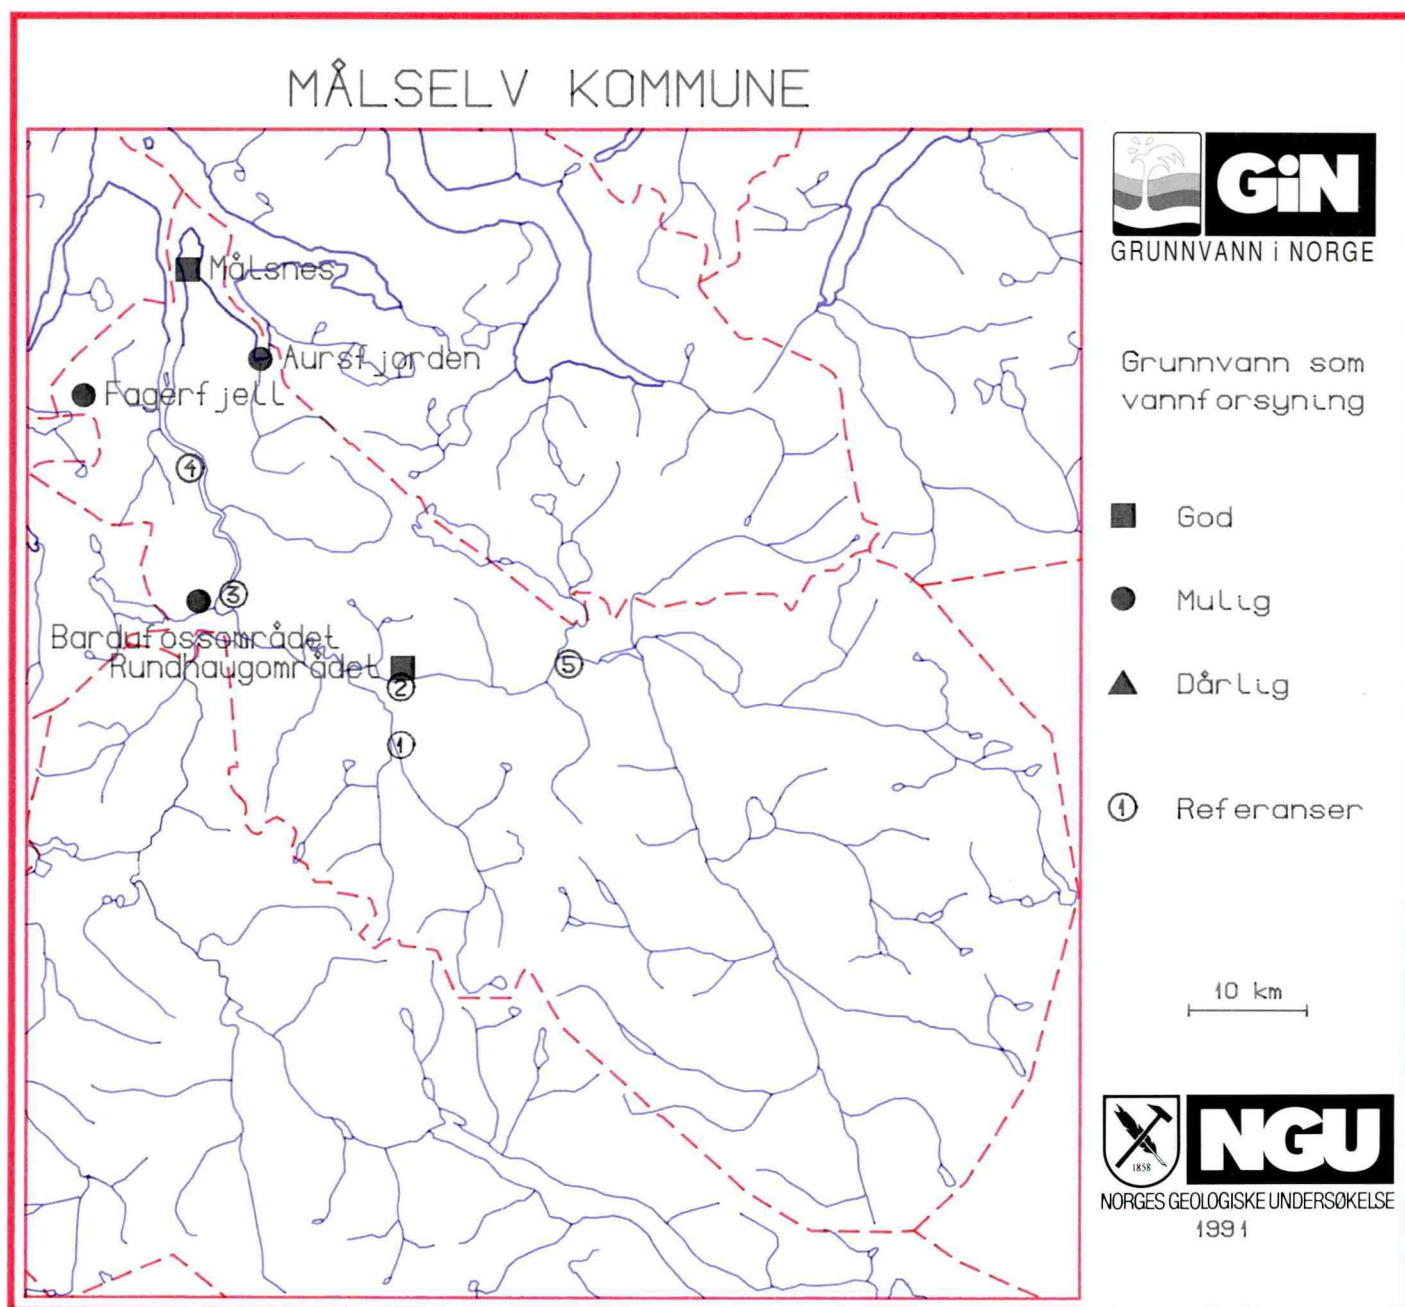 MÅLSELV KOMMUNE
GiN
GRUNNVANN i NORGE
Målsnes
Aursfjorden
Fagerfjell
4
3
Bardufossområdet
Rundhaugområdet
2
5
1
Grunnvann som
vannforsyning
God
Mulig
Dårlig
1 Referanser
10 km
1858
NGU
NORGES GEOLOGISKE UNDERSØKELSE
1991